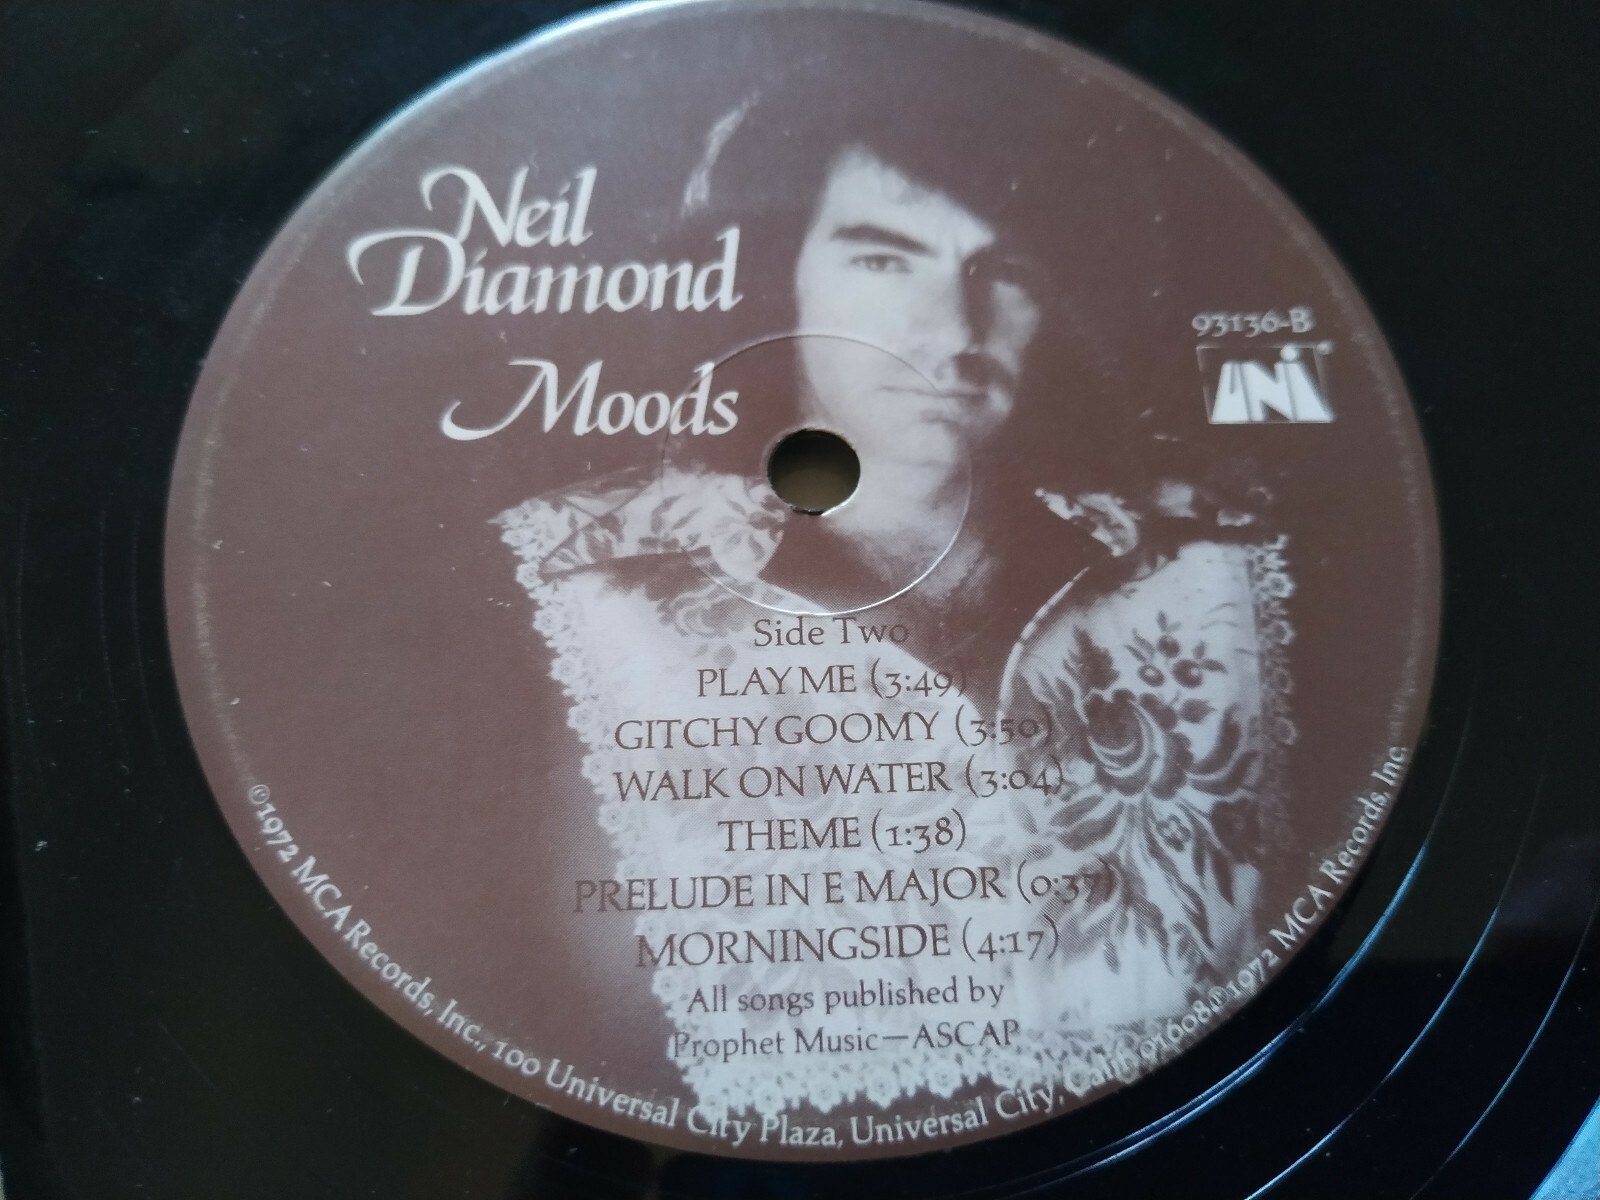 Neil
Diamond
Moods
93136-B
UNI®
Side Two
PLAY ME (3:49)
GITCHY GOOMY (3:50)
WALK ON WATER (3:04)
THEME (1:38)
PRELUDE IN E MAJOR (0:37)
MORNINGSIDE (4:17)
All songs published by
Prophet Music—ASCAP
©1972 MCA Records, Inc., 100 Universal City Plaza, Universal City, Calif. 91608 ℗1972 MCA Records, Inc.